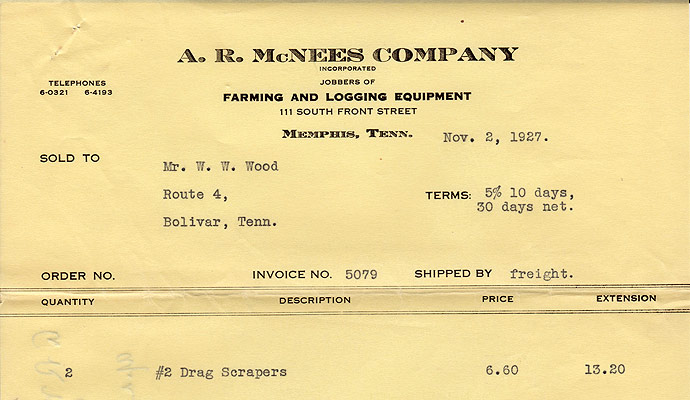 A. R. McNEES COMPANY
INCORPORATED
JOBBERS OF
TELEPHONES
6-0321 6-4193
FARMING AND LOGGING EQUIPMENT
111 SOUTH FRONT STREET
MEMPHIS, TENN.
Nov. 2, 1927.
SOLD TO
Mr. W. W. Wood
Route 4,
Bolivar, Tenn.
TERMS: 5% 10 days,
30 days net.
ORDER NO. INVOICE NO. 5079 SHIPPED BY freight.
QUANTITY DESCRIPTION PRICE EXTENSION
2 #2 Drag Scrapers 6.60 13.20